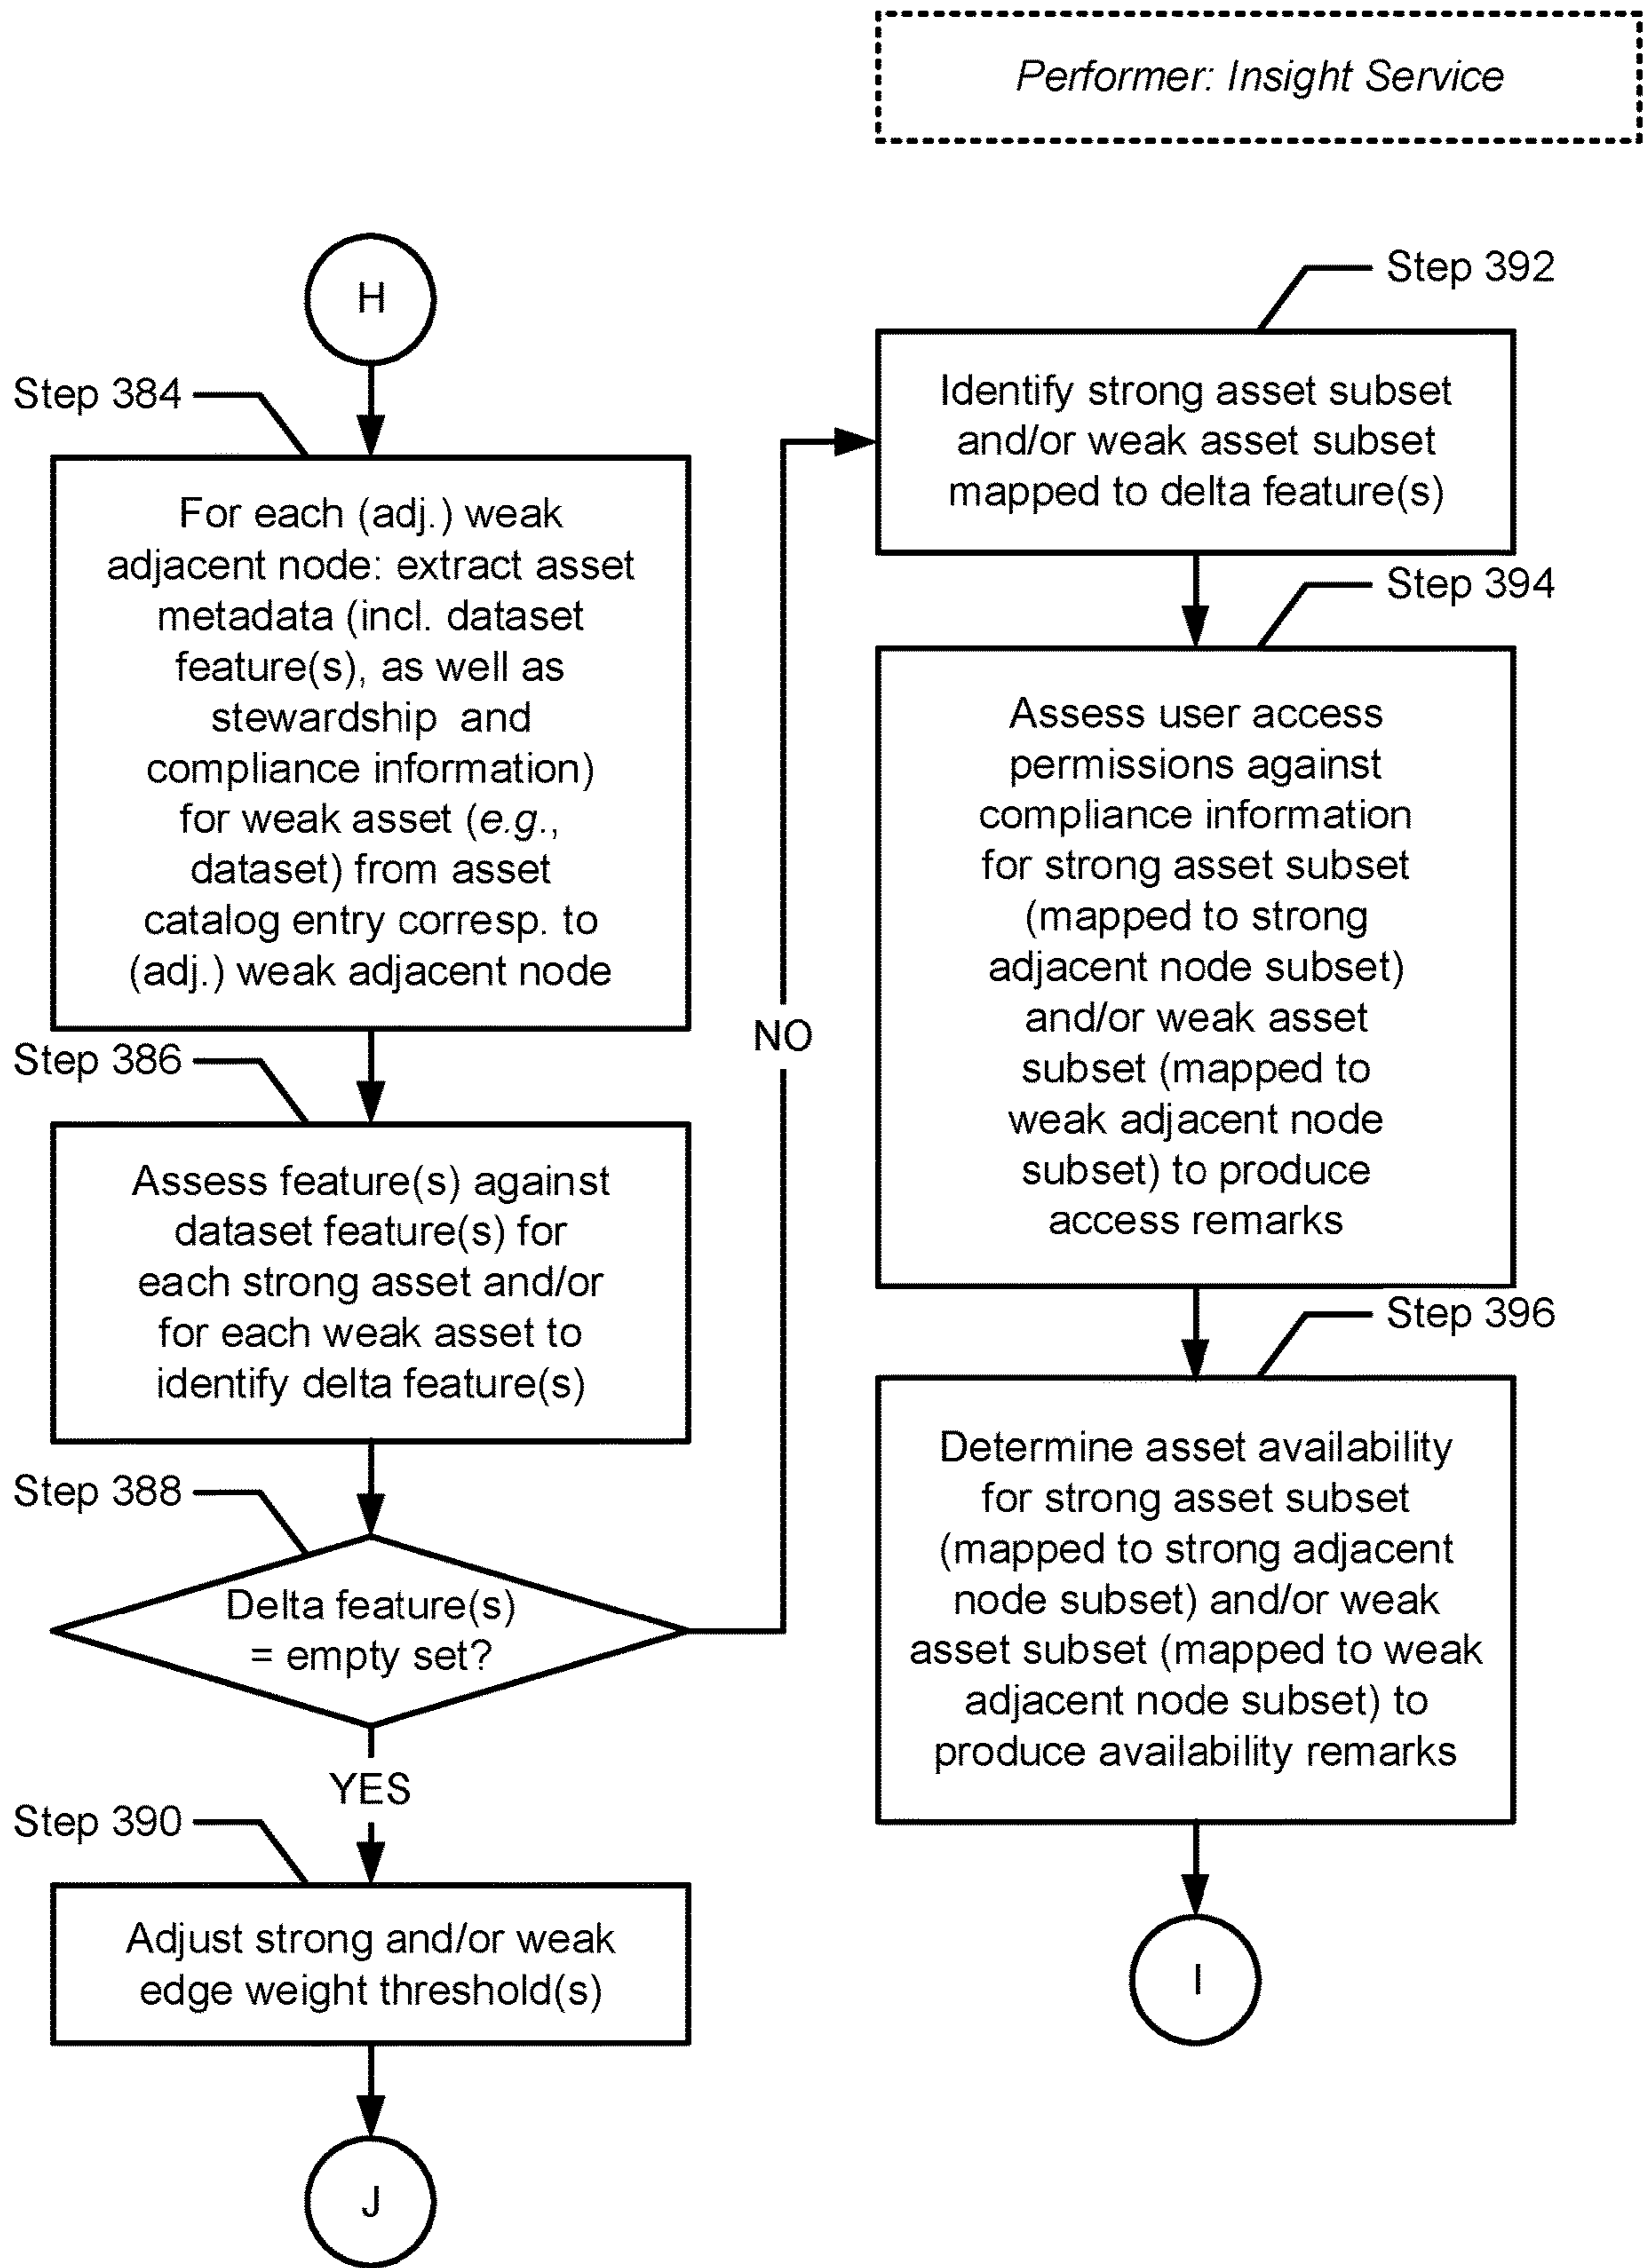 Performer: Insight Service
H
Step 384
For each (adj.) weak
adjacent node: extract asset
metadata (incl. dataset
feature(s), as well as
stewardship and
compliance information)
for weak asset (e.g.,
dataset) from asset
catalog entry corresp. to
(adj.) weak adjacent node
Step 386
Assess feature(s) against
dataset feature(s) for
each strong asset and/or
for each weak asset to
identify delta feature(s)
Step 388
Delta feature(s)
= empty set?
YES
Step 390
Adjust strong and/or weak
edge weight threshold(s)
J
NO
Step 392
Identify strong asset subset
and/or weak asset subset
mapped to delta feature(s)
Step 394
Assess user access
permissions against
compliance information
for strong asset subset
(mapped to strong
adjacent node subset)
and/or weak asset
subset (mapped to
weak adjacent node
subset) to produce
access remarks
Step 396
Determine asset availability
for strong asset subset
(mapped to strong adjacent
node subset) and/or weak
asset subset (mapped to weak
adjacent node subset) to
produce availability remarks
I